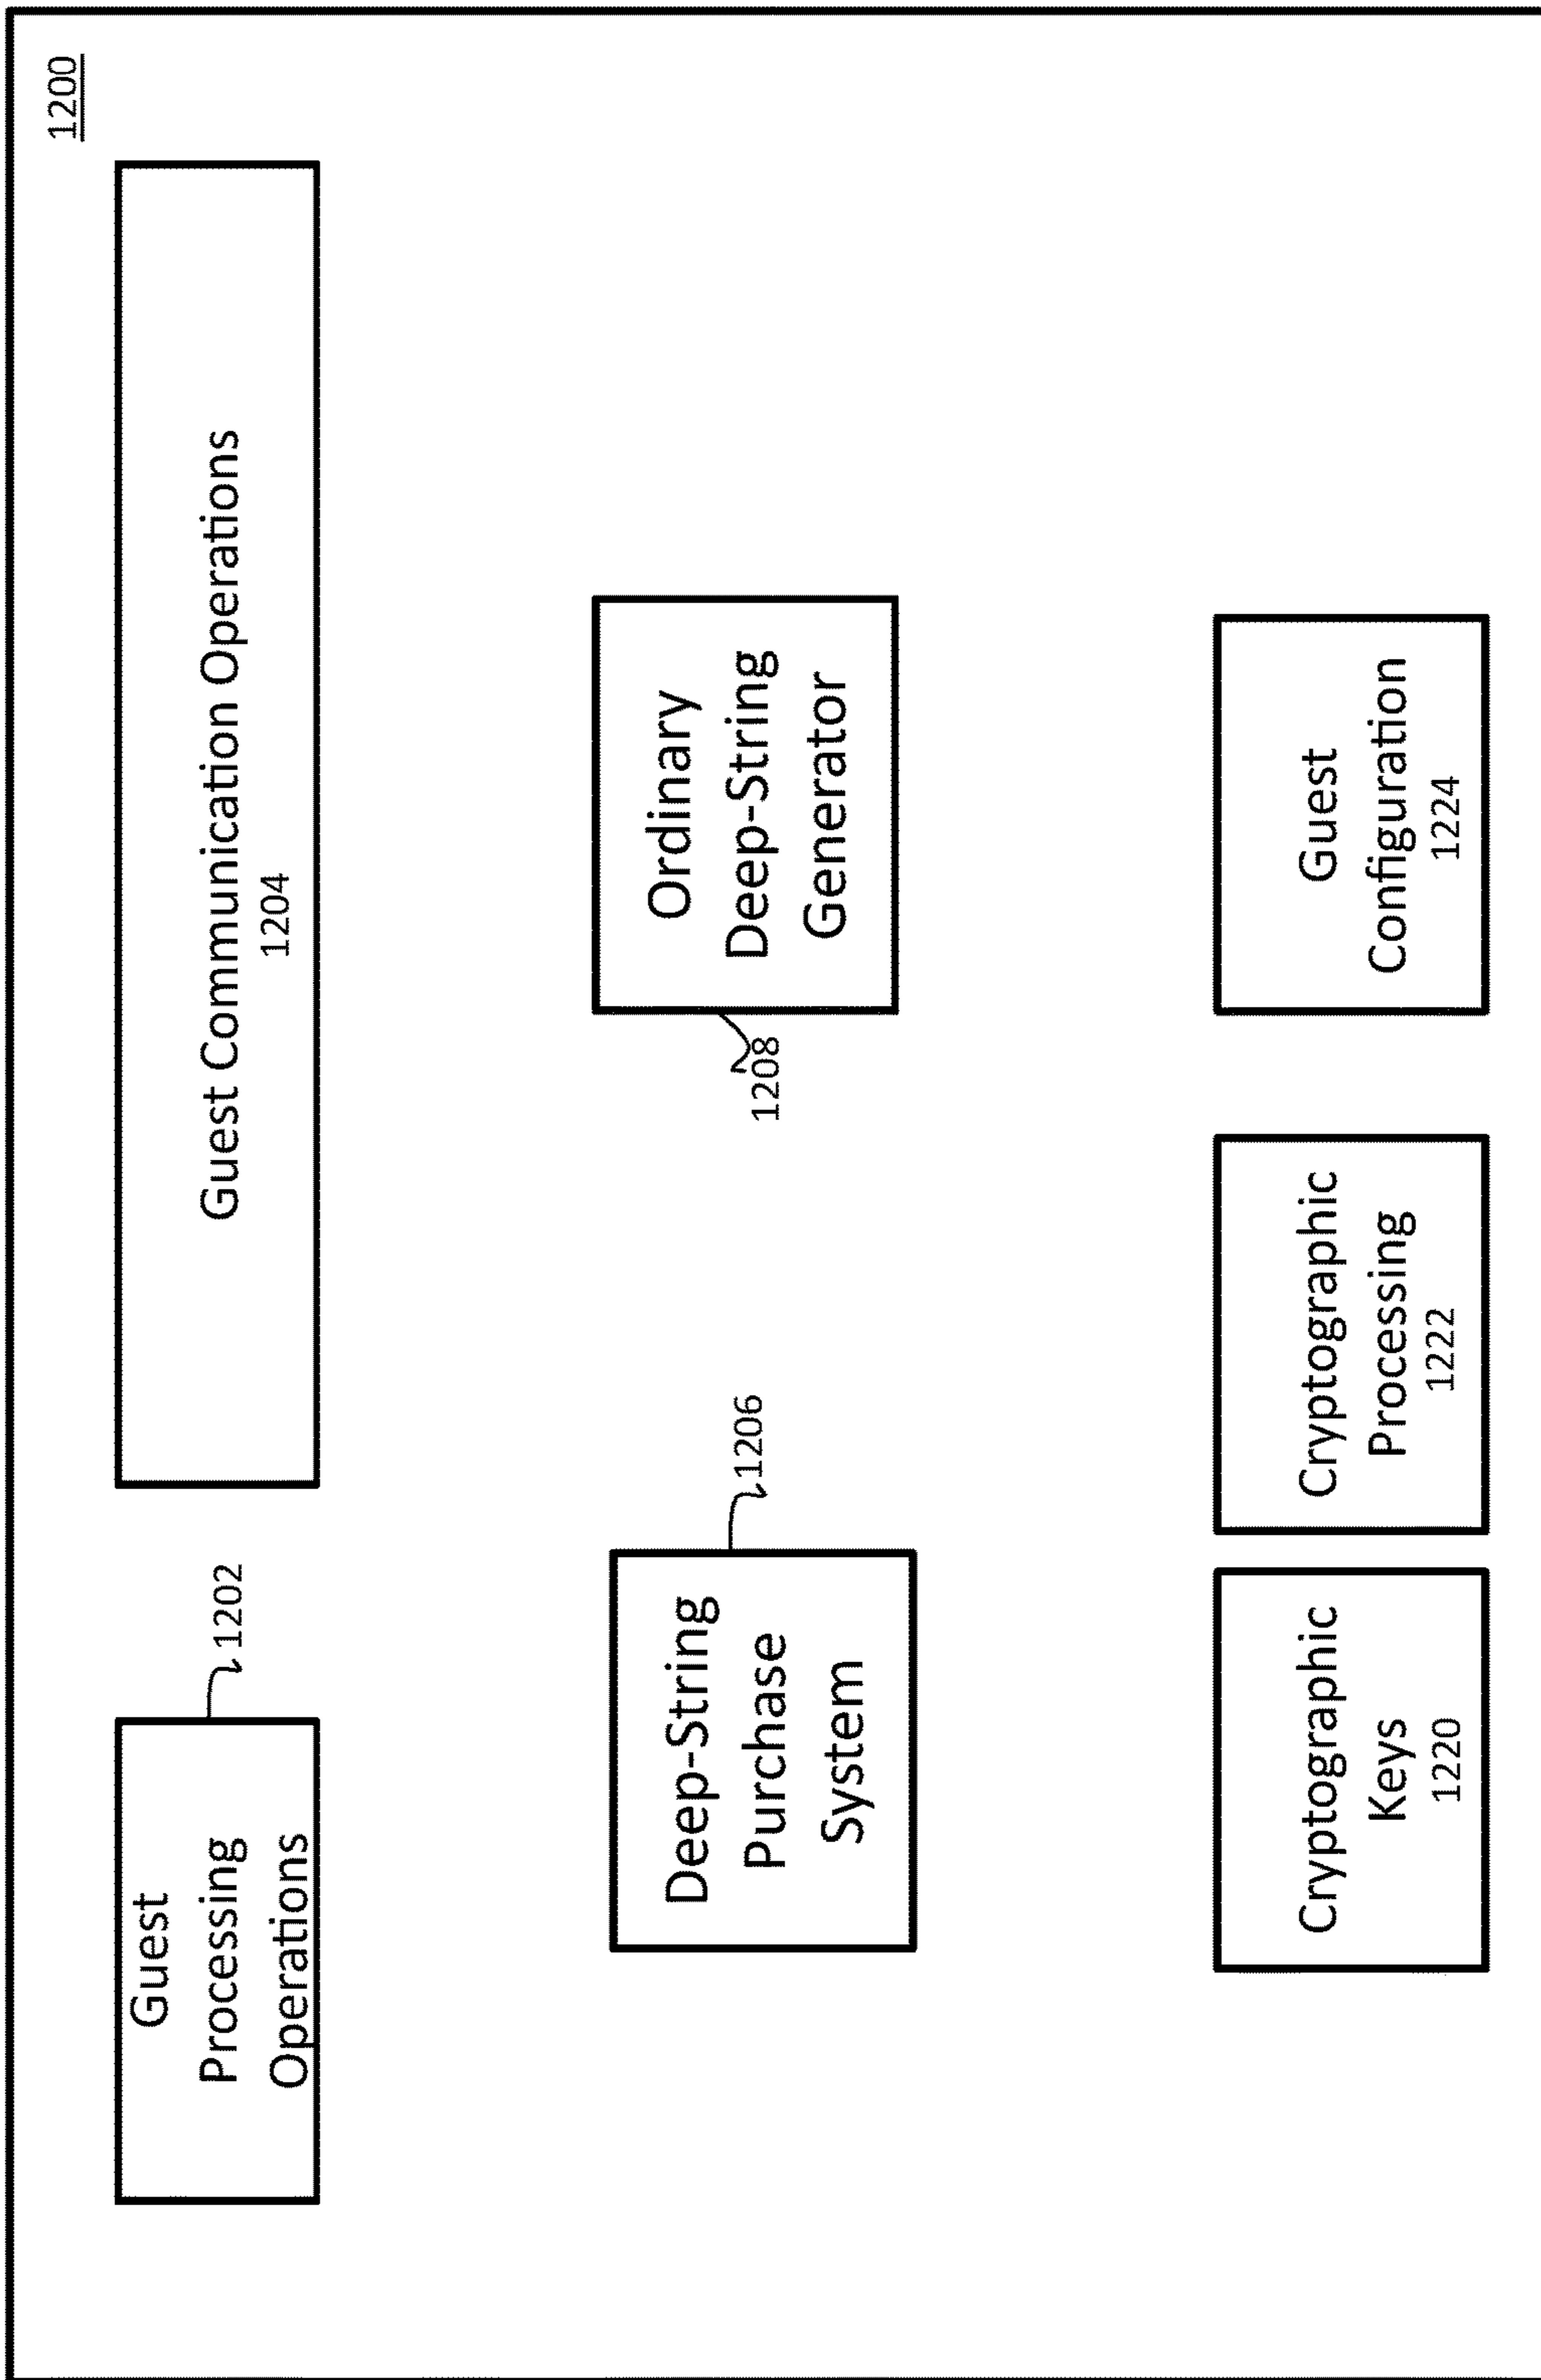 1200
Guest
Processing
Operations
1202
Guest Communication Operations
1204
Deep-String
Purchase
System
1206
Ordinary
Deep-String
Generator
1208
Cryptographic
Keys
1220
Cryptographic
Processing
1222
Guest
Configuration
1224